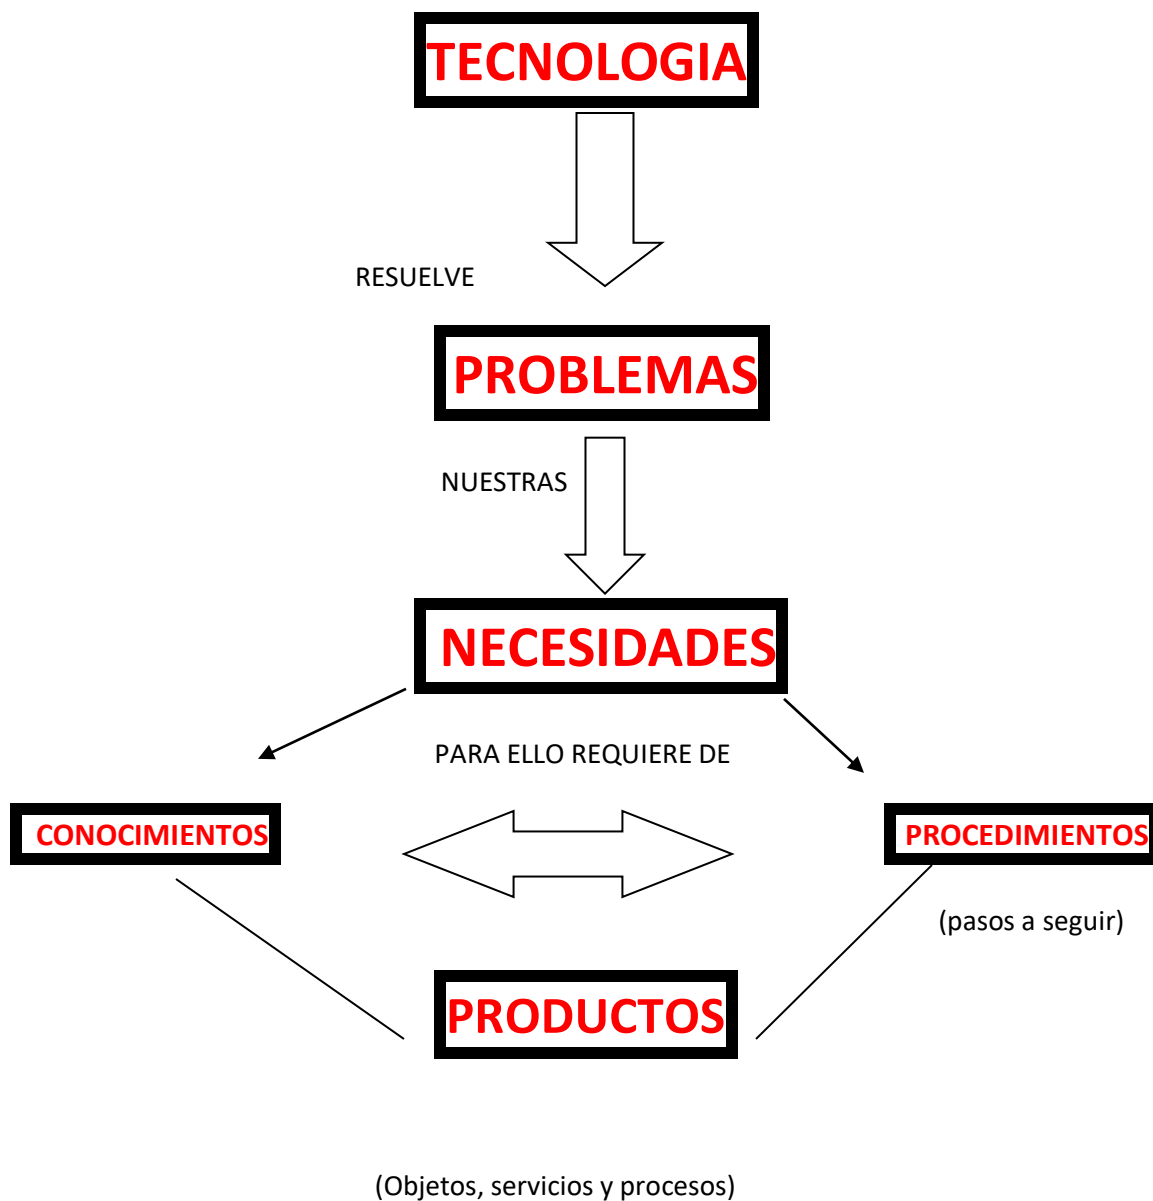 TECNOLOGIA
RESUELVE
PROBLEMAS
NUESTRAS
NECESIDADES
PARA ELLO REQUIERE DE
CONOCIMIENTOS
PROCEDIMIENTOS
(pasos a seguir)
PRODUCTOS
(Objetos, servicios y procesos)